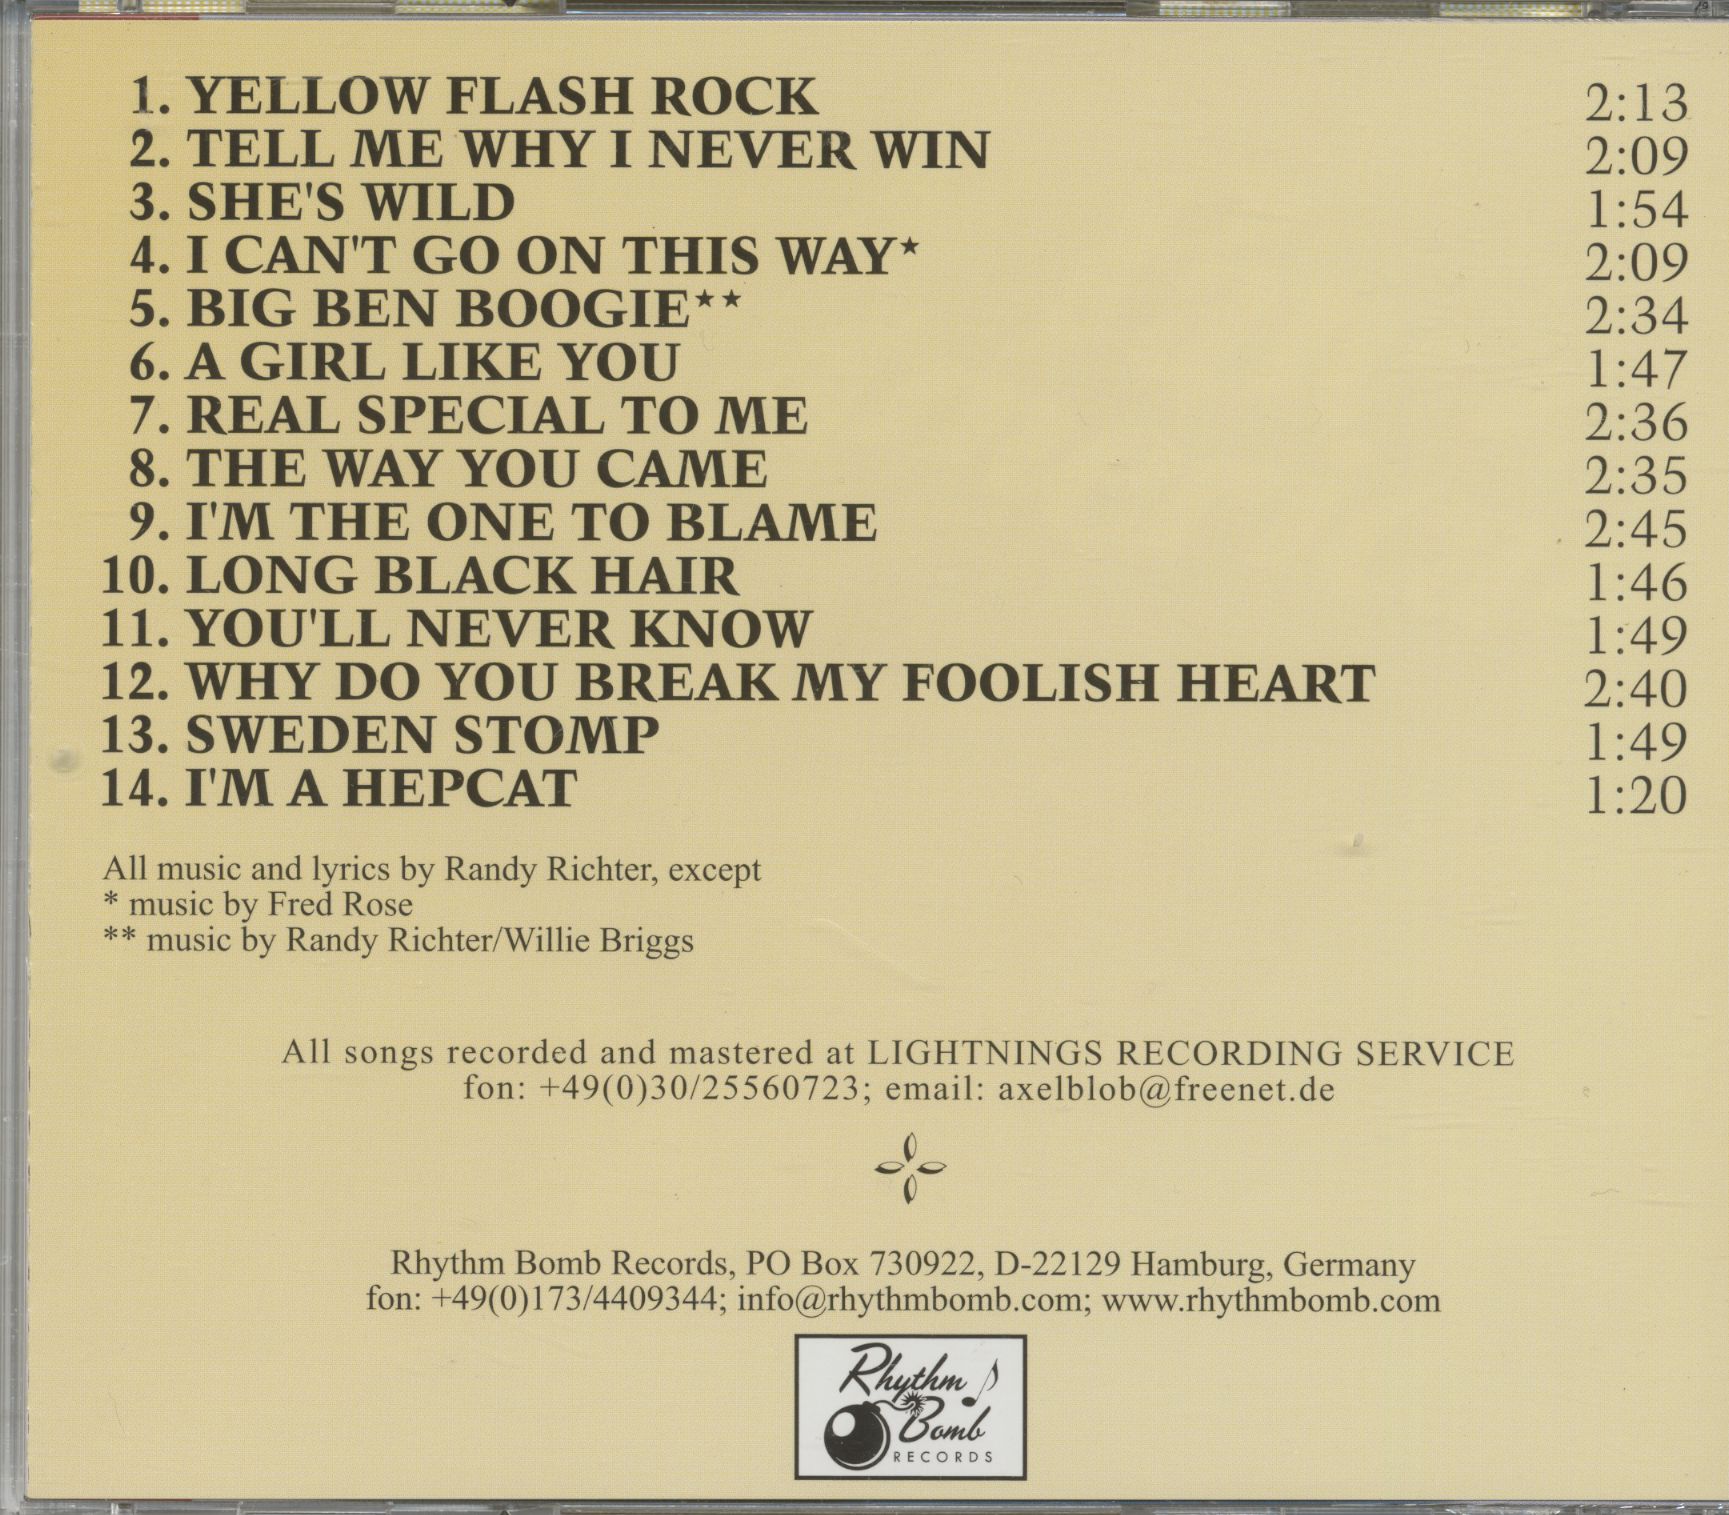 1. YELLOW FLASH ROCK 2:13
2. TELL ME WHY I NEVER WIN 2:09
3. SHE'S WILD 1:54
4. I CAN'T GO ON THIS WAY* 2:09
5. BIG BEN BOOGIE** 2:34
6. A GIRL LIKE YOU 1:47
7. REAL SPECIAL TO ME 2:36
8. THE WAY YOU CAME 2:35
9. I'M THE ONE TO BLAME 2:45
10. LONG BLACK HAIR 1:46
11. YOU'LL NEVER KNOW 1:49
12. WHY DO YOU BREAK MY FOOLISH HEART 2:40
13. SWEDEN STOMP 1:49
14. I'M A HEPCAT 1:20
All music and lyrics by Randy Richter, except
* music by Fred Rose
** music by Randy Richter/Willie Briggs
All songs recorded and mastered at LIGHTNINGS RECORDING SERVICE
fon: +49(0)30/25560723; email: axelblob@freenet.de
Rhythm Bomb Records, PO Box 730922, D-22129 Hamburg, Germany
fon: +49(0)173/4409344; info@rhythmbomb.com; www.rhythmbomb.com
Rhythm
Bomb
RECORDS